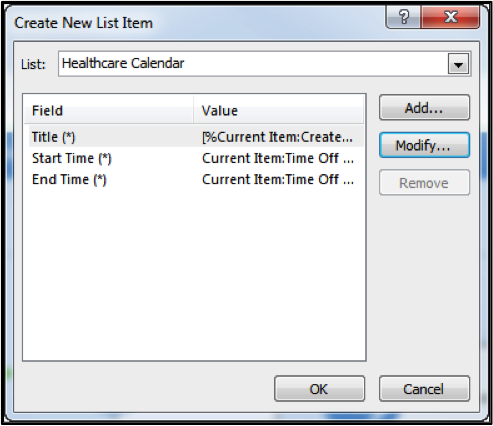 Create New List Item
? X
List: Healthcare Calendar
Field Value
Title (*) [%Current Item:Create...
Start Time (*) Current Item:Time Off ...
End Time (*) Current Item:Time Off ...
Add...
Modify...
Remove
OK Cancel